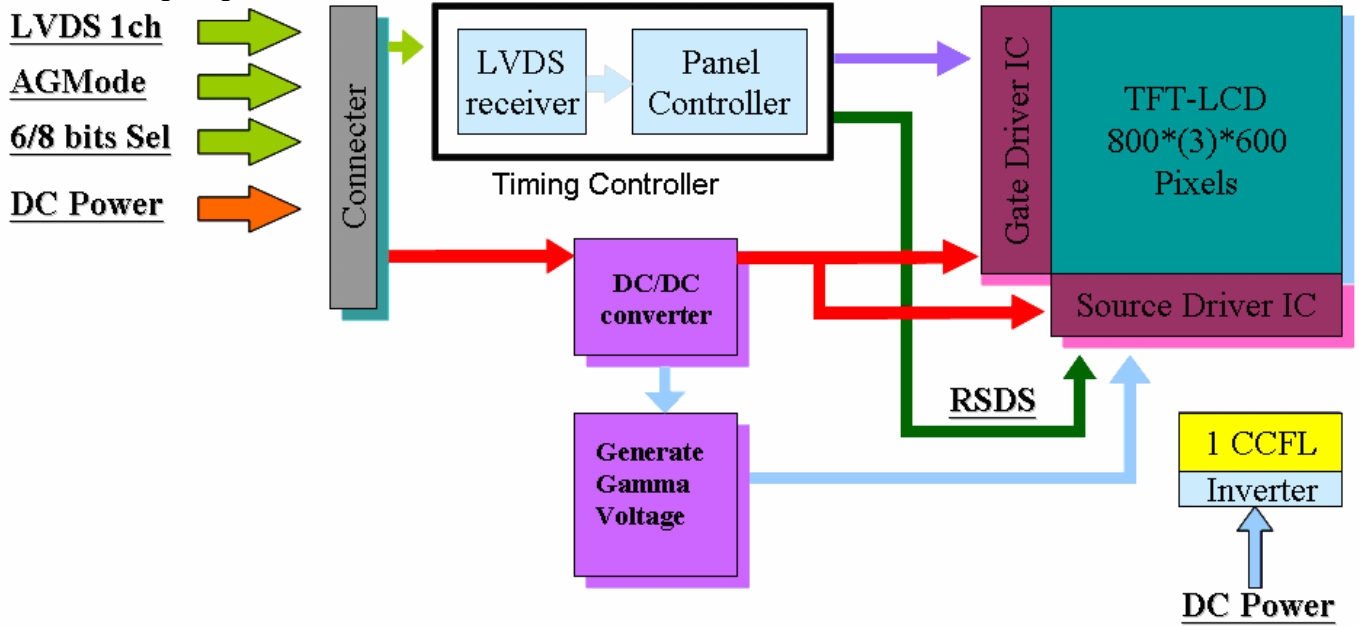 LVDS 1ch
AGMode
6/8 bits Sel
DC Power
Connecter
LVDS
receiver
Panel
Controller
Timing Controller
Gate Driver IC
TFT-LCD
800*(3)*600
Pixels
Source Driver IC
DC/DC
converter
RSDS
Generate
Gamma
Voltage
1 CCFL
Inverter
DC Power